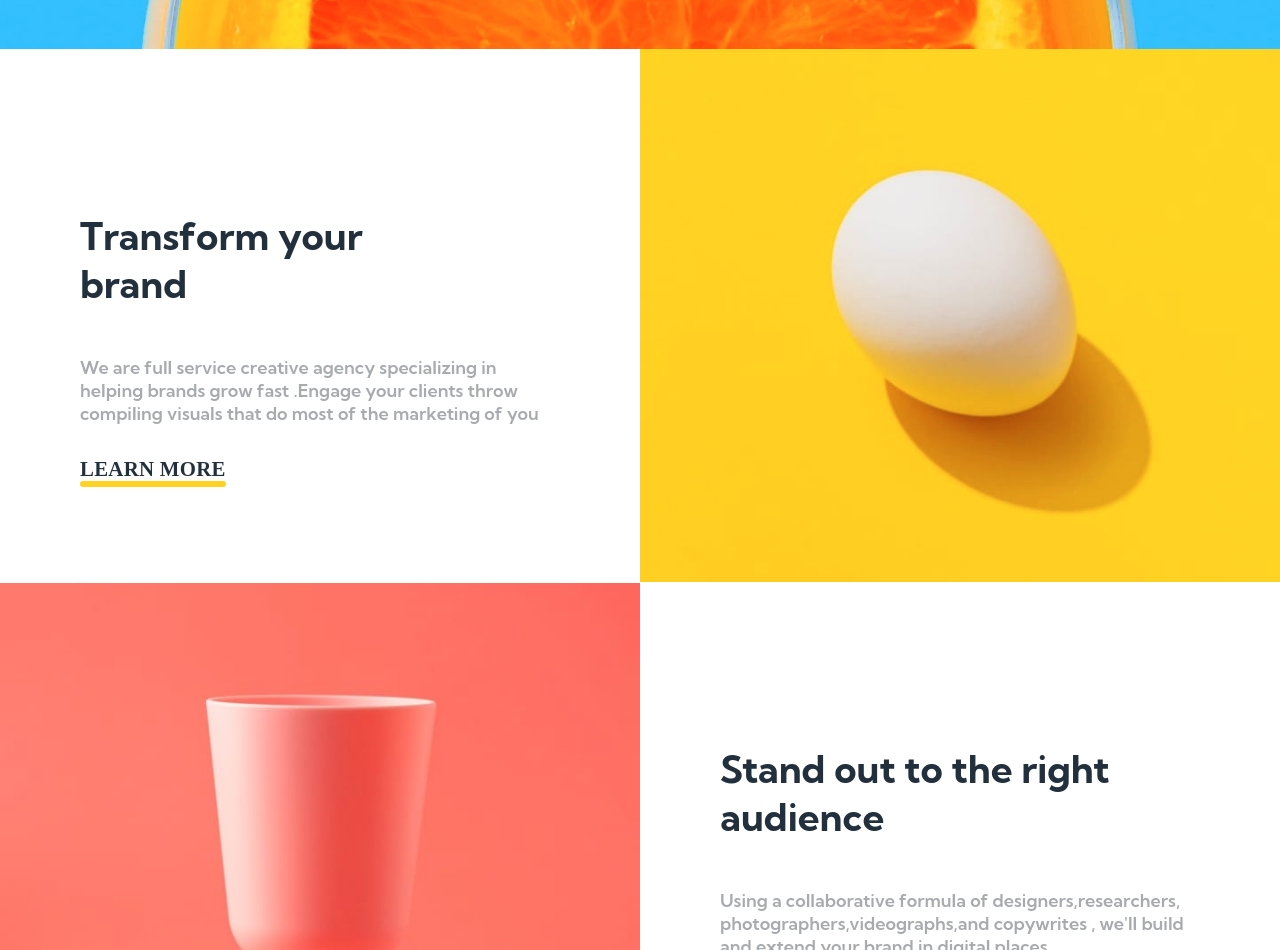 Transform your
brand
We are full service creative agency specializing in
helping brands grow fast .Engage your clients throw
compiling visuals that do most of the marketing of you
LEARN MORE
Stand out to the right
audience
Using a collaborative formula of designers,researchers,
photographers,videographs,and copywrites , we'll build
and extend your brand in digital places